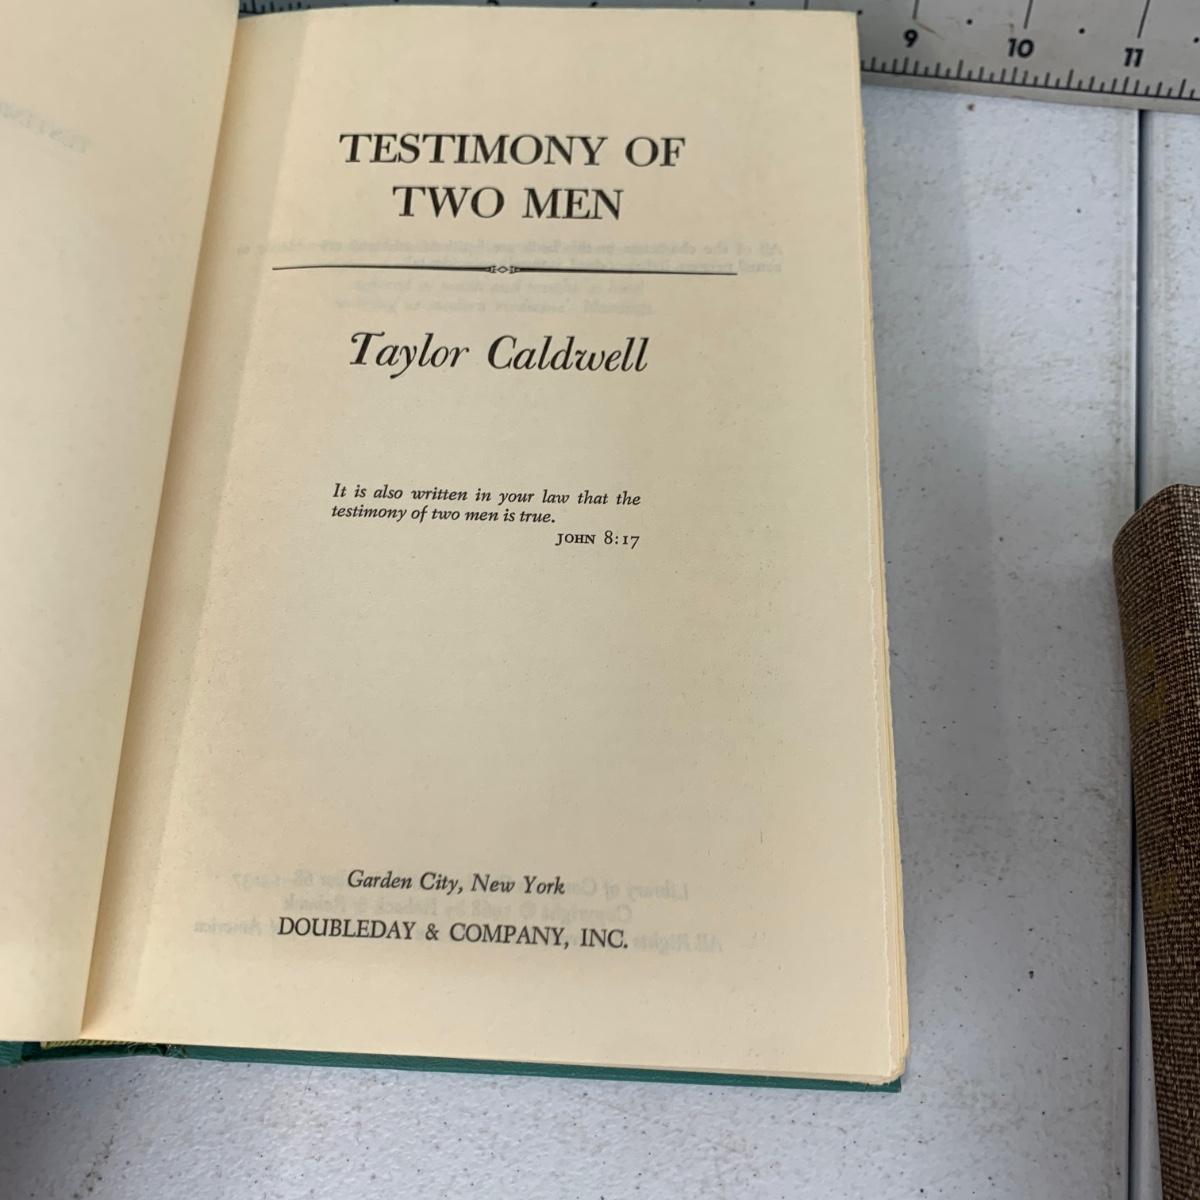 9 10 11
TESTIMONY OF
TWO MEN
Taylor Caldwell
It is also written in your law that the
testimony of two men is true.
JOHN 8:17
Garden City, New York
DOUBLEDAY & COMPANY, INC.